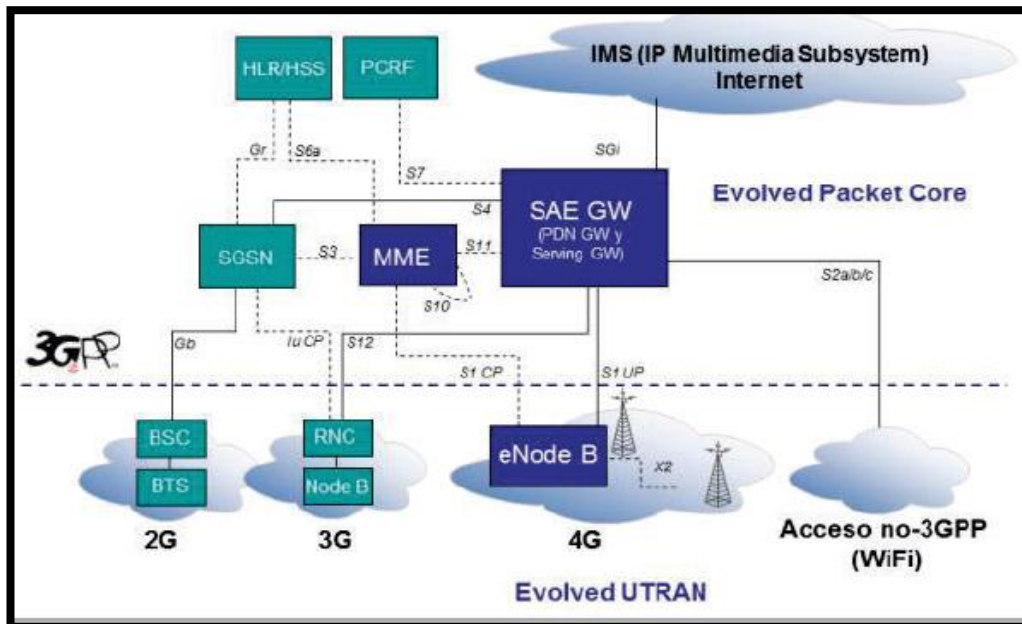 HLR/HSS
PCRF
IMS (IP Multimedia Subsystem)
Internet
Gr
S6a
S7
SGi
S4
SAE GW
(PDN GW y
Serving GW)
Evolved Packet Core
SGSN
S3
MME
S11
S10
S2a/b/c
3GPP
Gb
Iu CP
S12
S1 CP
S1 UP
BSC
BTS
RNC
Node B
eNode B
X2
2G
3G
4G
Acceso no-3GPP
(WiFi)
Evolved UTRAN